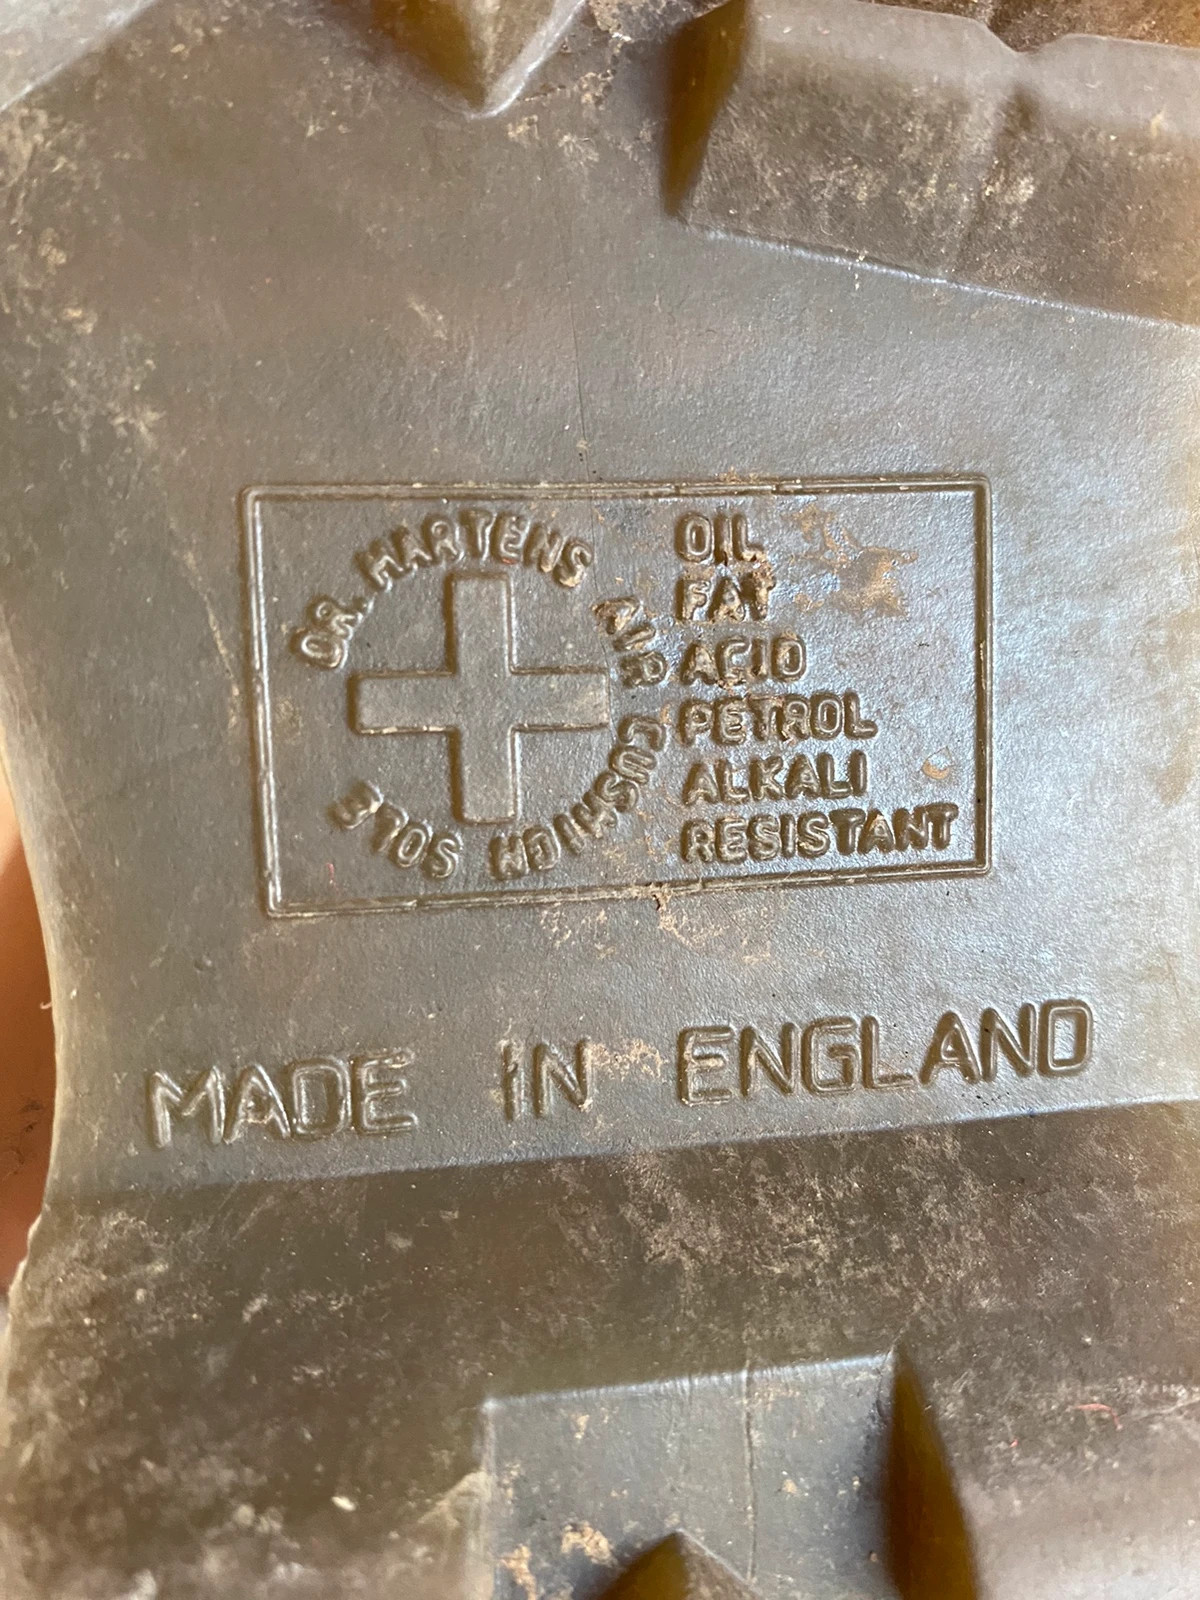 DR. MARTENS AIR CUSHION SOLE
OIL
FAT
ACID
PETROL
ALKALI
RESISTANT
MADE IN ENGLAND